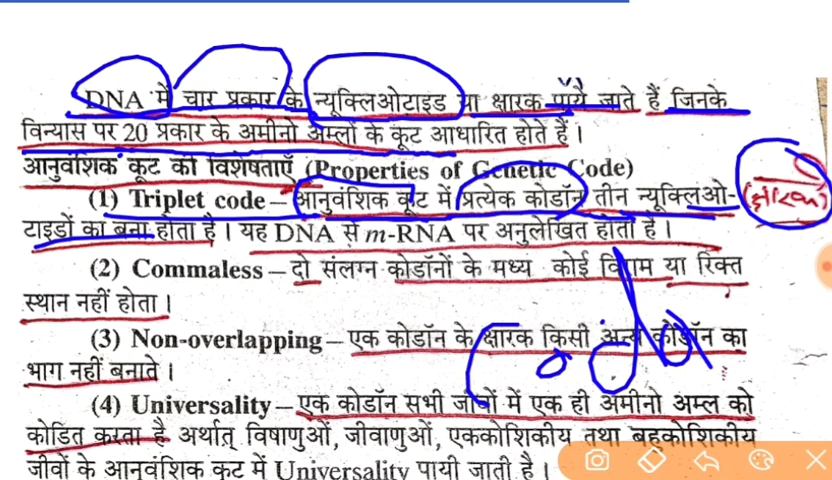 DNA में चार प्रकार के न्यूक्लिओटाइड या क्षारक पाये जाते हैं जिनके
विन्यास पर 20 प्रकार के अमीनो अम्लों के कूट आधारित होते हैं।
आनुवंशिक कूट की विशेषताएँ (Properties of Genetic Code)
(1) Triplet code – आनुवंशिक कूट में प्रत्येक कोडॉन तीन न्यूक्लिओ- (क्षारक)
टाइडों का बना होता है। यह DNA से m-RNA पर अनुलेखित होता है।
(2) Commaless – दो संलग्न कोडॉनों के मध्य कोई विराम या रिक्त
स्थान नहीं होता।
(3) Non-overlapping – एक कोडॉन के क्षारक किसी अन्य कोडॉन का
भाग नहीं बनाते।
(4) Universality – एक कोडॉन सभी जीवों में एक ही अमीनो अम्ल को
कोडित करता है अर्थात् विषाणुओं, जीवाणुओं, एककोशिकीय तथा बहुकोशिकीय
जीवों के आनुवंशिक कूट में Universality पायी जाती है।